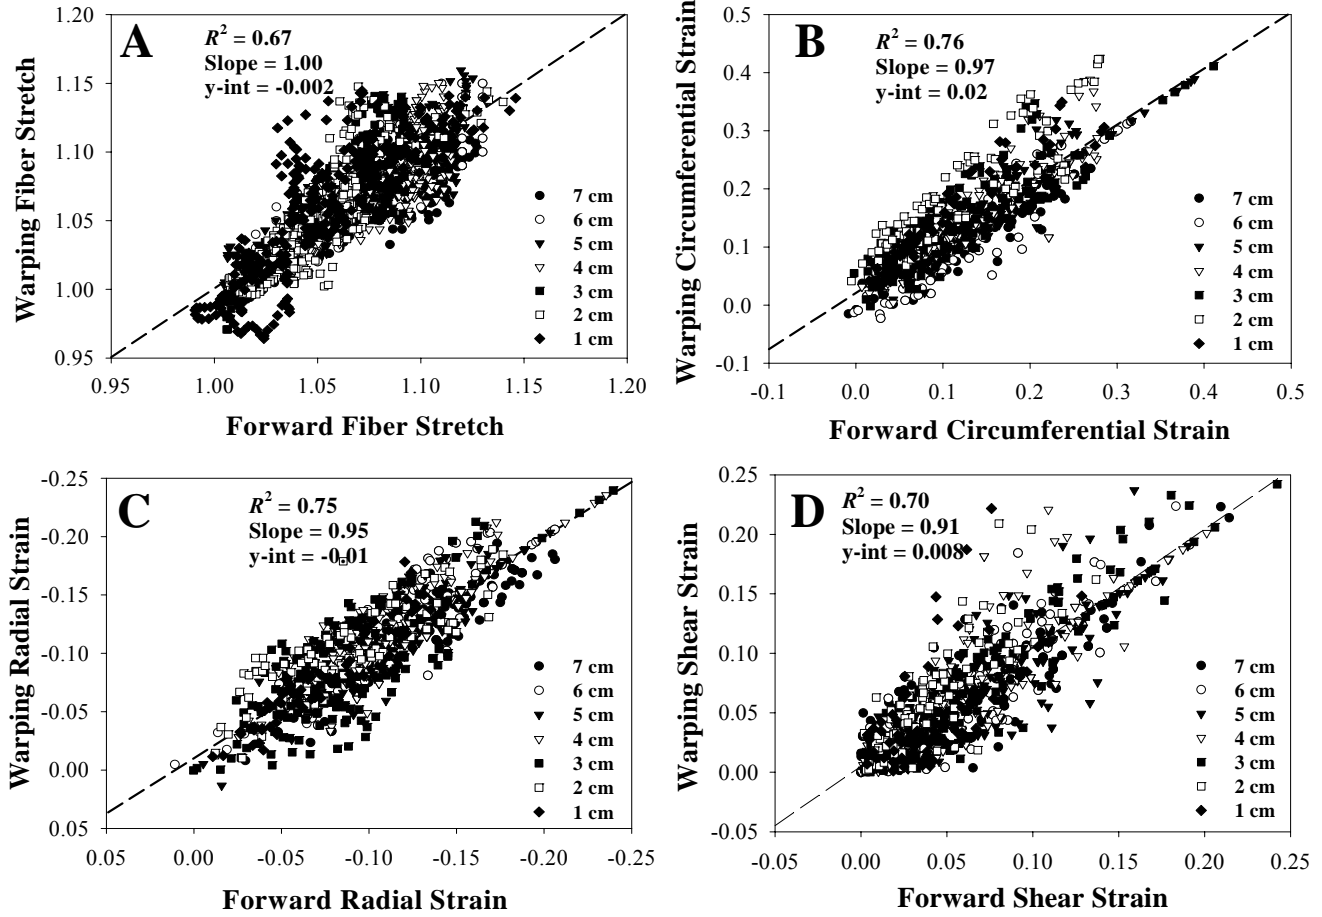 A
R² = 0.67
Slope = 1.00
y-int = -0.002
1.20
1.15
1.10
1.05
1.00
0.95
Warping Fiber Stretch
7 cm
6 cm
5 cm
4 cm
3 cm
2 cm
1 cm
0.95 1.00 1.05 1.10 1.15 1.20
Forward Fiber Stretch
B
R² = 0.76
Slope = 0.97
y-int = 0.02
0.5
0.4
0.3
0.2
0.1
0.0
-0.1
Warping Circumferential Strain
7 cm
6 cm
5 cm
4 cm
3 cm
2 cm
1 cm
-0.1 0.0 0.1 0.2 0.3 0.4 0.5
Forward Circumferential Strain
C
R² = 0.75
Slope = 0.95
y-int = -0.01
-0.25
-0.20
-0.15
-0.10
-0.05
0.00
0.05
Warping Radial Strain
7 cm
6 cm
5 cm
4 cm
3 cm
2 cm
1 cm
0.05 0.00 -0.05 -0.10 -0.15 -0.20 -0.25
Forward Radial Strain
D
R² = 0.70
Slope = 0.91
y-int = 0.008
0.25
0.20
0.15
0.10
0.05
0.00
-0.05
Warping Shear Strain
7 cm
6 cm
5 cm
4 cm
3 cm
2 cm
1 cm
-0.05 0.00 0.05 0.10 0.15 0.20 0.25
Forward Shear Strain